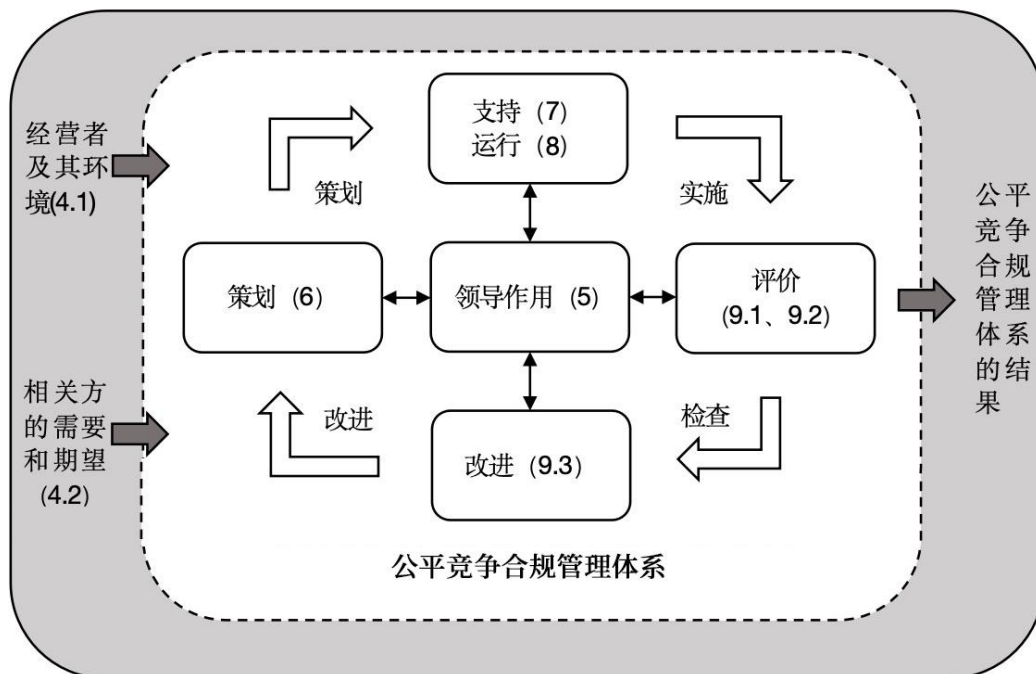 支持（7）
运行（8）
经营者
及其环
境(4.1)
策划
实施
策划（6）
领导作用（5）
评价
（9.1、9.2）
公平
竞争
合规
管理
体系
的结
果
相关方
的需要
和期望
(4.2)
改进
检查
改进（9.3）
公平竞争合规管理体系